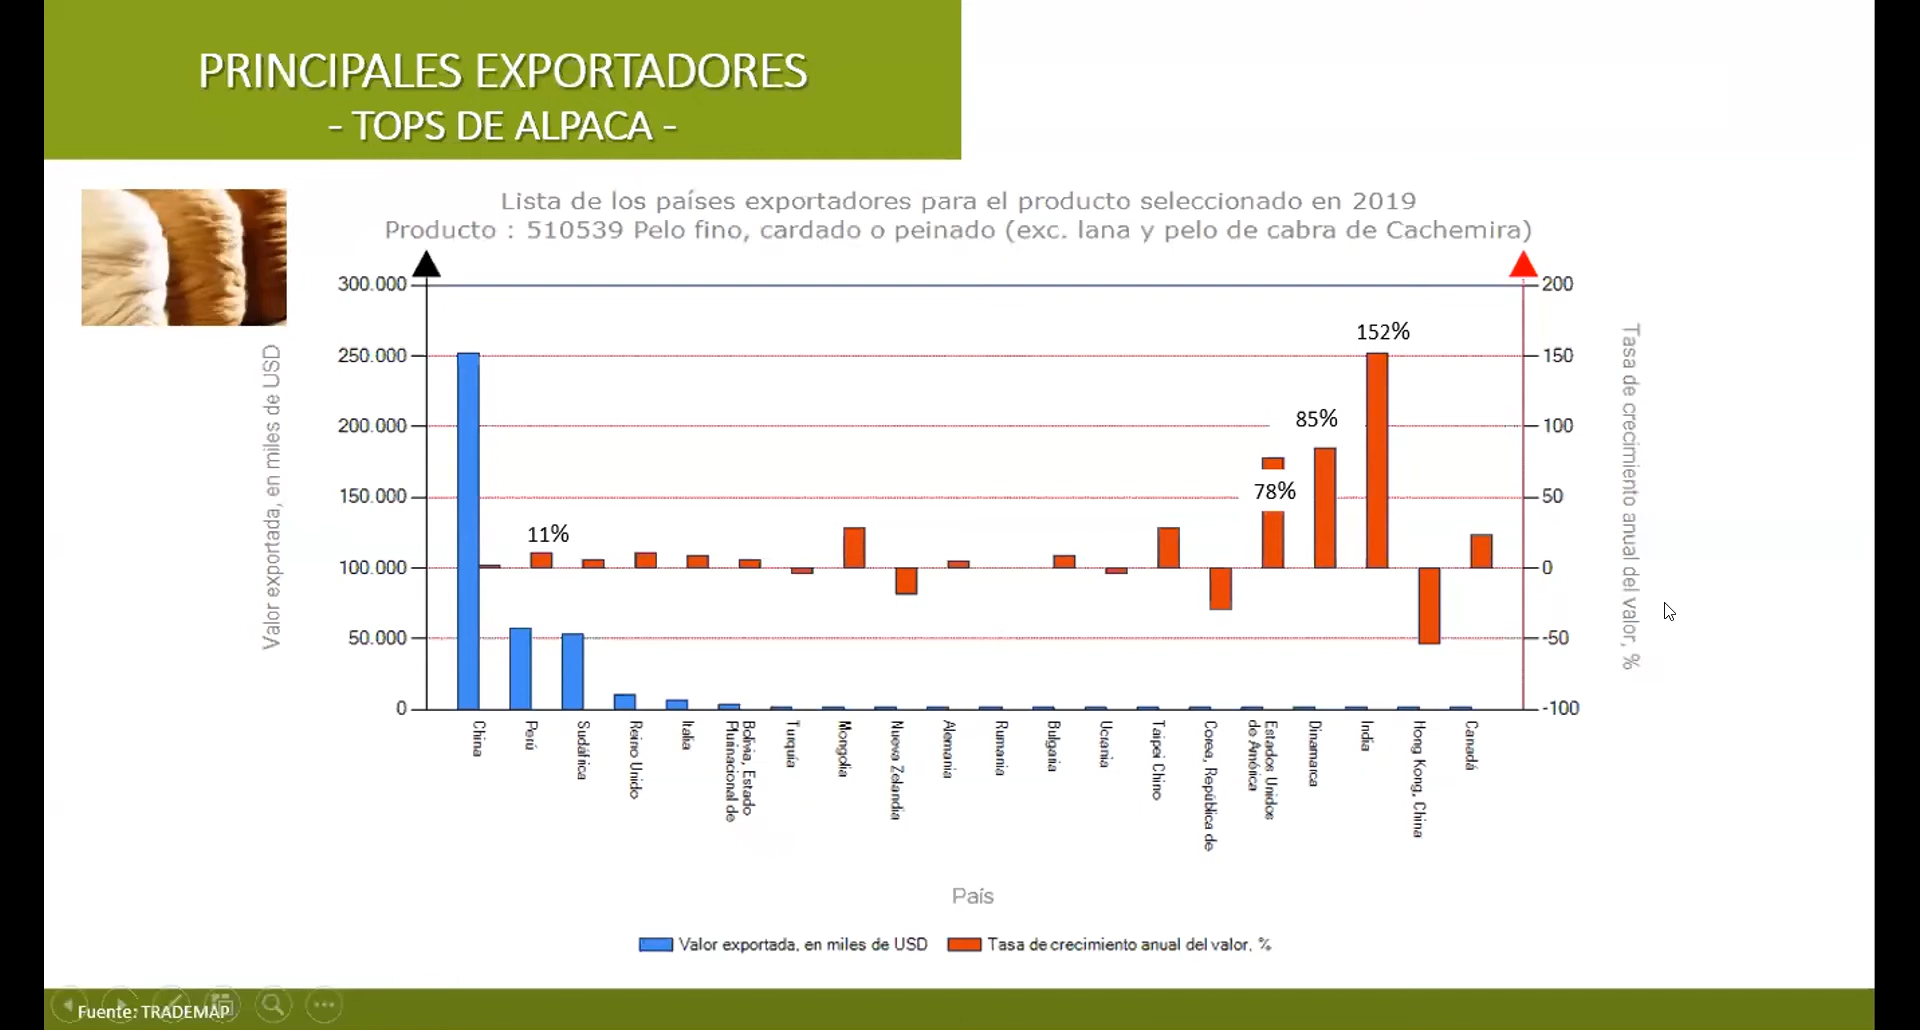 PRINCIPALES EXPORTADORES
- TOPS DE ALPACA -
Lista de los países exportadores para el producto seleccionado en 2019
Producto : 510539 Pelo fino, cardado o peinado (exc. lana y pelo de cabra de Cachemira)
300.000
250.000
200.000
150.000
100.000
50.000
0
Valor exportada, en miles de USD
200
150
100
50
0
-50
-100
Tasa de crecimiento anual del valor, %
11%
78%
85%
152%
China
Perú
Sudáfrica
Reino Unido
Italia
Bolivia, Estado
Plurinacional de
Turquía
Mongolia
Nueva Zelandia
Alemania
Rumania
Bulgaria
Ucrania
Taipei Chino
Corea, República de
Estados Unidos
de América
Dinamarca
India
Hong Kong, China
Canadá
País
Valor exportada, en miles de USD
Tasa de crecimiento anual del valor, %
Fuente: TRADEMAP